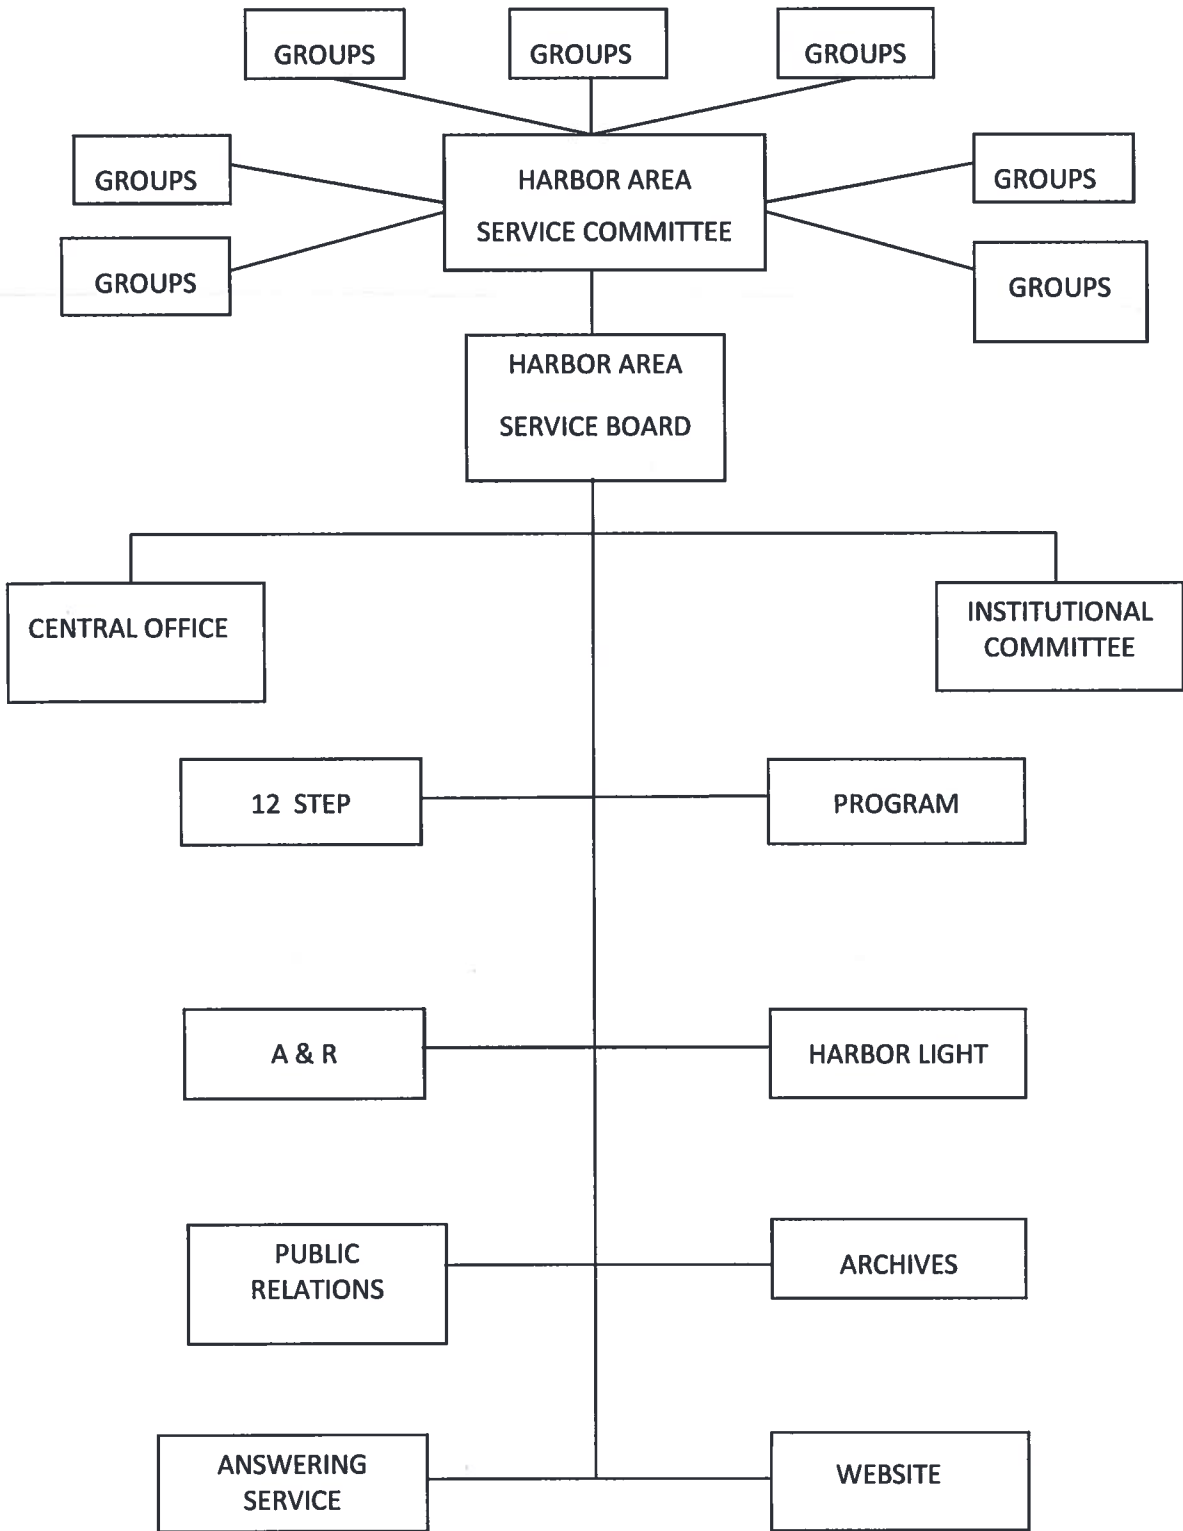 GROUPS
GROUPS
GROUPS
GROUPS
HARBOR AREA
SERVICE COMMITTEE
GROUPS
GROUPS
GROUPS
HARBOR AREA
SERVICE BOARD
CENTRAL OFFICE
INSTITUTIONAL
COMMITTEE
12 STEP
PROGRAM
A & R
HARBOR LIGHT
PUBLIC
RELATIONS
ARCHIVES
ANSWERING
SERVICE
WEBSITE